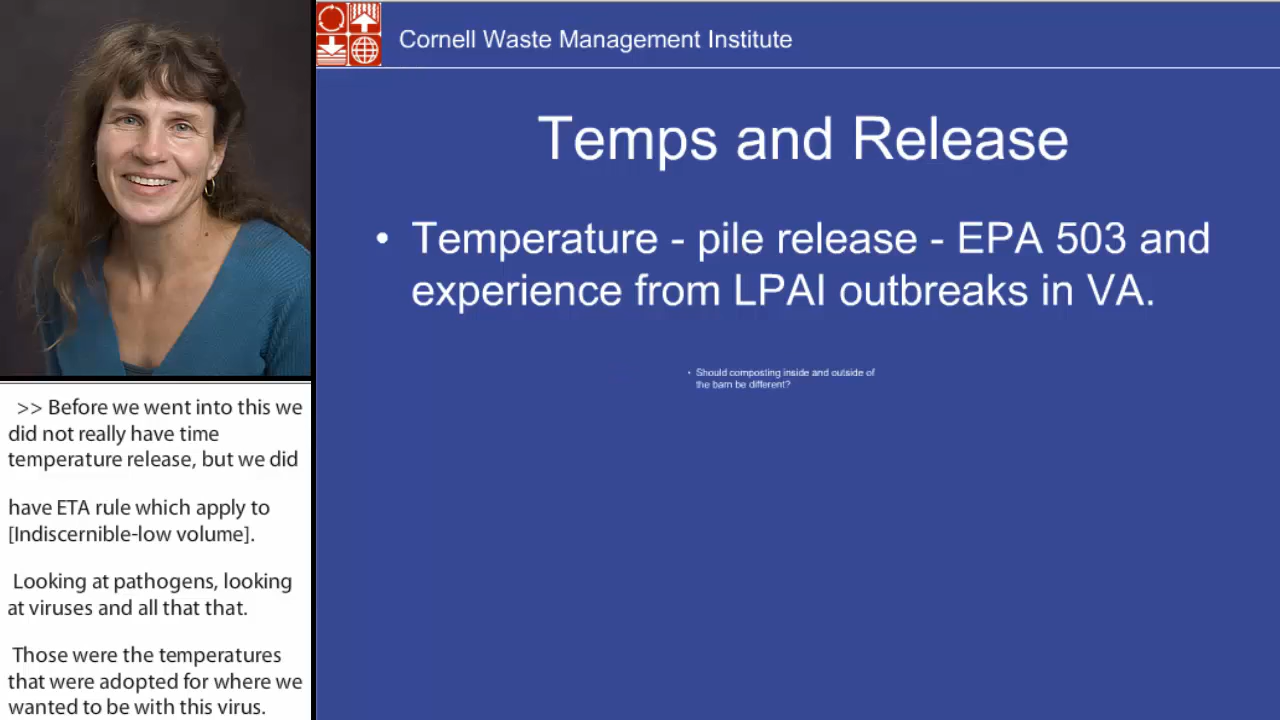 Cornell Waste Management Institute
Temps and Release
• Temperature - pile release - EPA 503 and
experience from LPAI outbreaks in VA.
• Should composting inside and outside of
the barn be different?
>> Before we went into this we
did not really have time
temperature release, but we did
have ETA rule which apply to
[Indiscernible-low volume].
Looking at pathogens, looking
at viruses and all that that.
Those were the temperatures
that were adopted for where we
wanted to be with this virus.